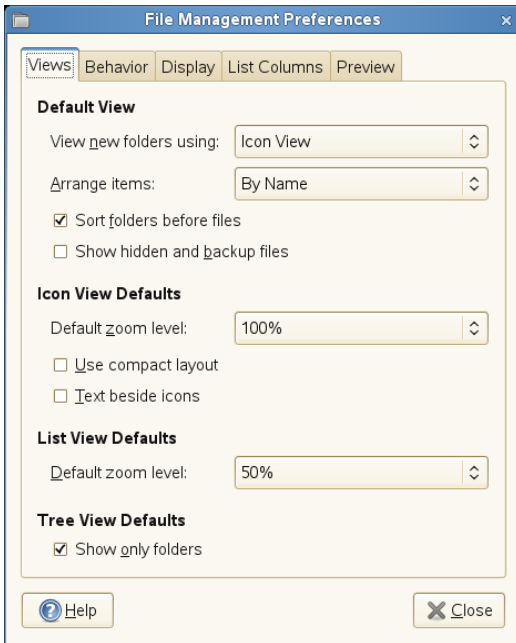 File Management Preferences
Views Behavior Display List Columns Preview
Default View
View new folders using: Icon View
Arrange items: By Name
Sort folders before files
Show hidden and backup files
Icon View Defaults
Default zoom level: 100%
Use compact layout
Text beside icons
List View Defaults
Default zoom level: 50%
Tree View Defaults
Show only folders
Help Close